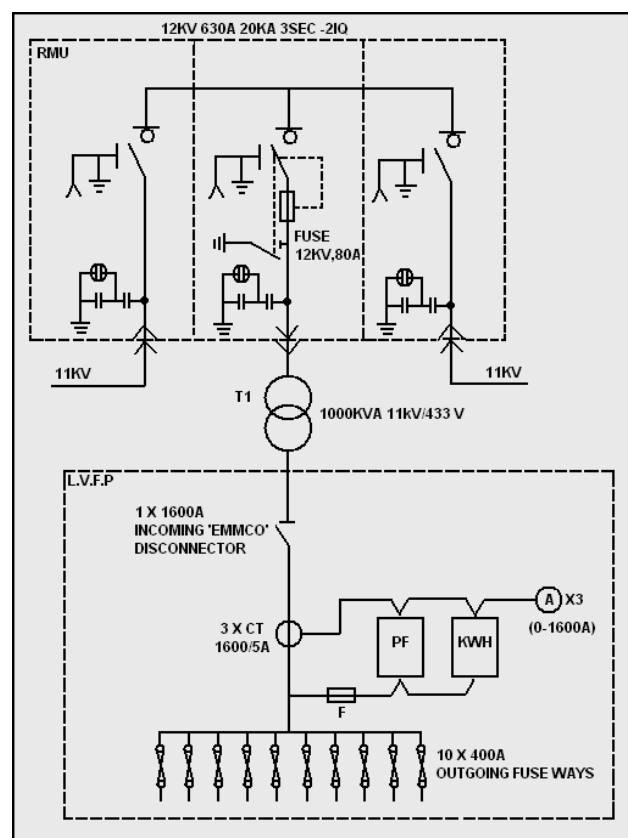 12KV 630A 20KA 3SEC -2IQ
RMU
FUSE
12KV,80A
11KV
11KV
T1
1000KVA 11kV/433 V
L.V.F.P
1 X 1600A
INCOMING 'EMMCO'
DISCONNECTOR
3 X CT
1600/5A
PF
KWH
A
X3
(0-1600A)
F
10 X 400A
OUTGOING FUSE WAYS